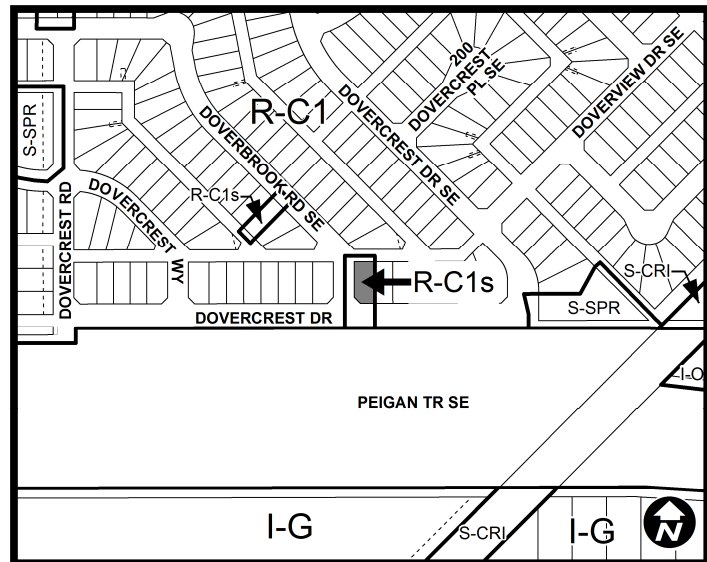 200
DOVERCREST
PL SE
DOVERVIEW DR SE
R-C1
S-SPR
DOVERCREST DR SE
DOVERBROOK RD SE
R-C1s
DOVERCREST
WY
DOVERCREST RD
S-CRI
R-C1s
S-SPR
DOVERCREST DR
I-O
PEIGAN TR SE
I-G
S-CRI
I-G
N